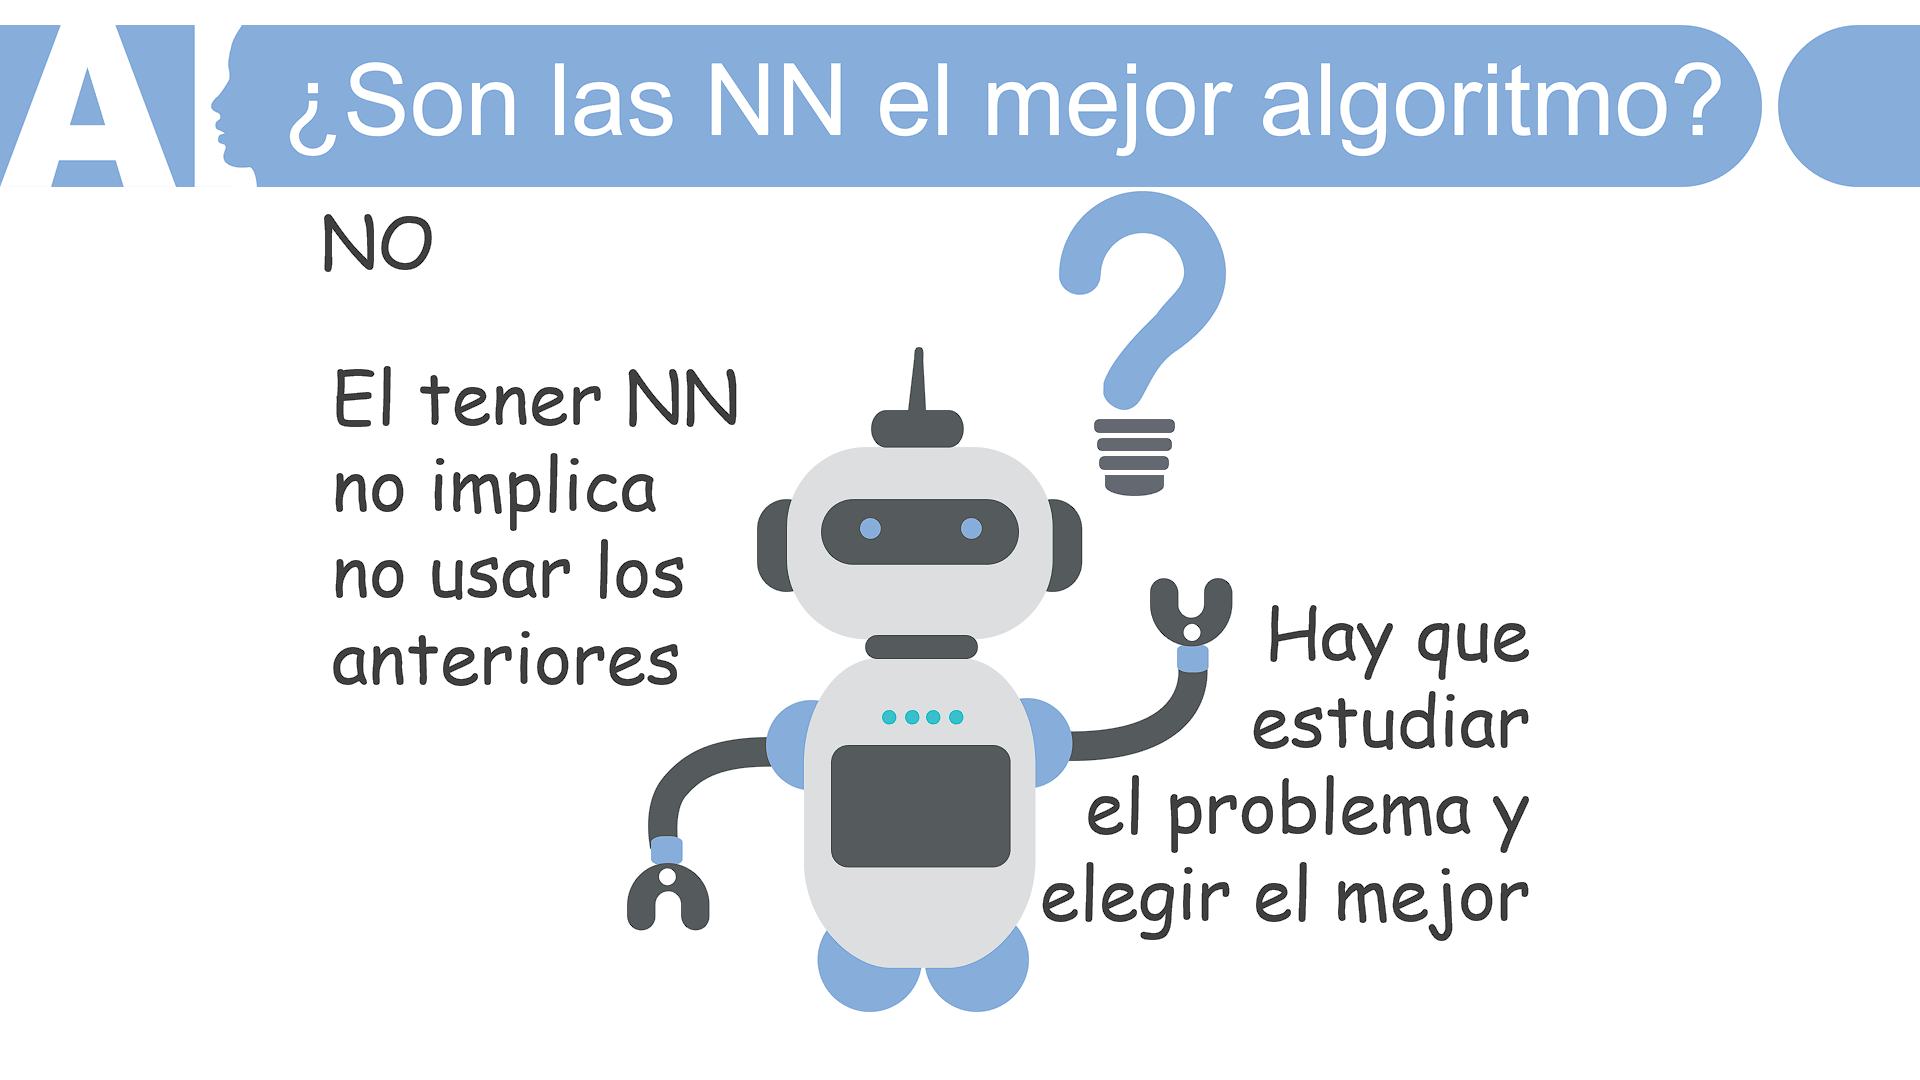 AI
¿Son las NN el mejor algoritmo?
NO
El tener NN
no implica
no usar los
anteriores
Hay que
estudiar
el problema y
elegir el mejor